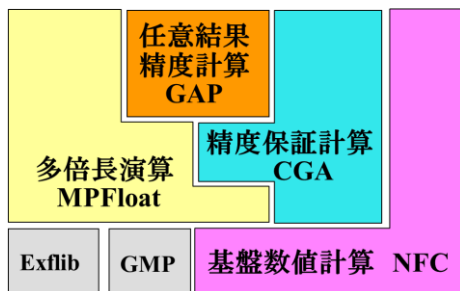 任意結果
精度計算
GAP
精度保証計算
CGA
多倍長演算
MPFloat
Exflib
GMP
基盤数値計算 NFC